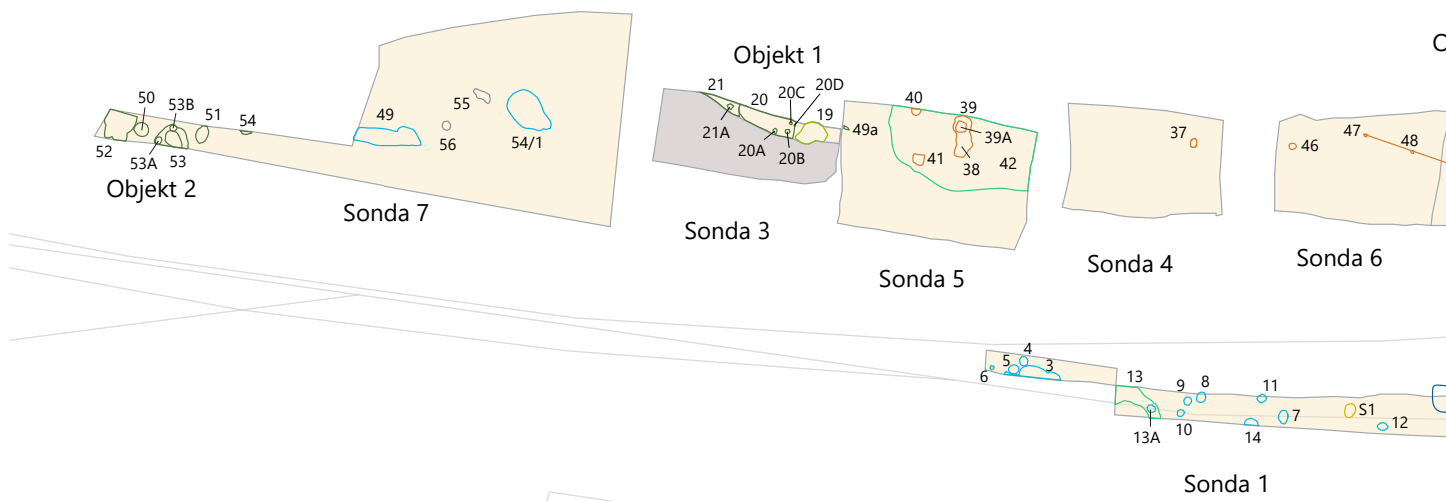 O
Objekt 1
50
53B
51
54
52
53A
53
Objekt 2
49
55
56
54/1
Sonda 7
21
20
20C
20D
19
21A
20A
20B
Sonda 3
49a
40
39
39A
41
38
42
Sonda 5
37
Sonda 4
46
47
48
Sonda 6
4
5
3
6
13
9
8
11
13A
10
14
7
S1
12
Sonda 1